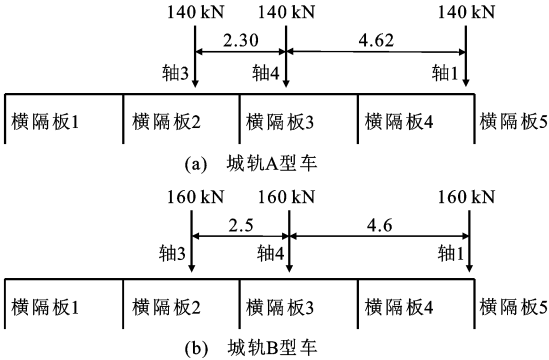 140 kN 140 kN 140 kN
2.30 4.62
轴3 轴4 轴1
横隔板1 横隔板2 横隔板3 横隔板4 横隔板5
(a) 城轨A型车
160 kN 160 kN 160 kN
2.5 4.6
轴3 轴4 轴1
横隔板1 横隔板2 横隔板3 横隔板4 横隔板5
(b) 城轨B型车